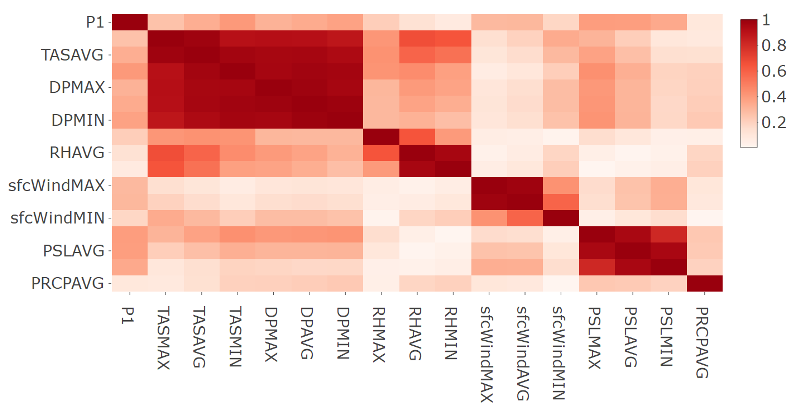 P1
TASAVG
DPMAX
DPMIN
RHAVG
sfcWindMAX
sfcWindMIN
PSLAVG
PRCPAVG
P1
TASMAX
TASAVG
TASMIN
DPMAX
DPAVG
DPMIN
RHMAX
RHAVG
RHMIN
sfcWindMAX
sfcWindAVG
sfcWindMIN
PSLMAX
PSLAVG
PSLMIN
PRCPAVG
1
0.8
0.6
0.4
0.2